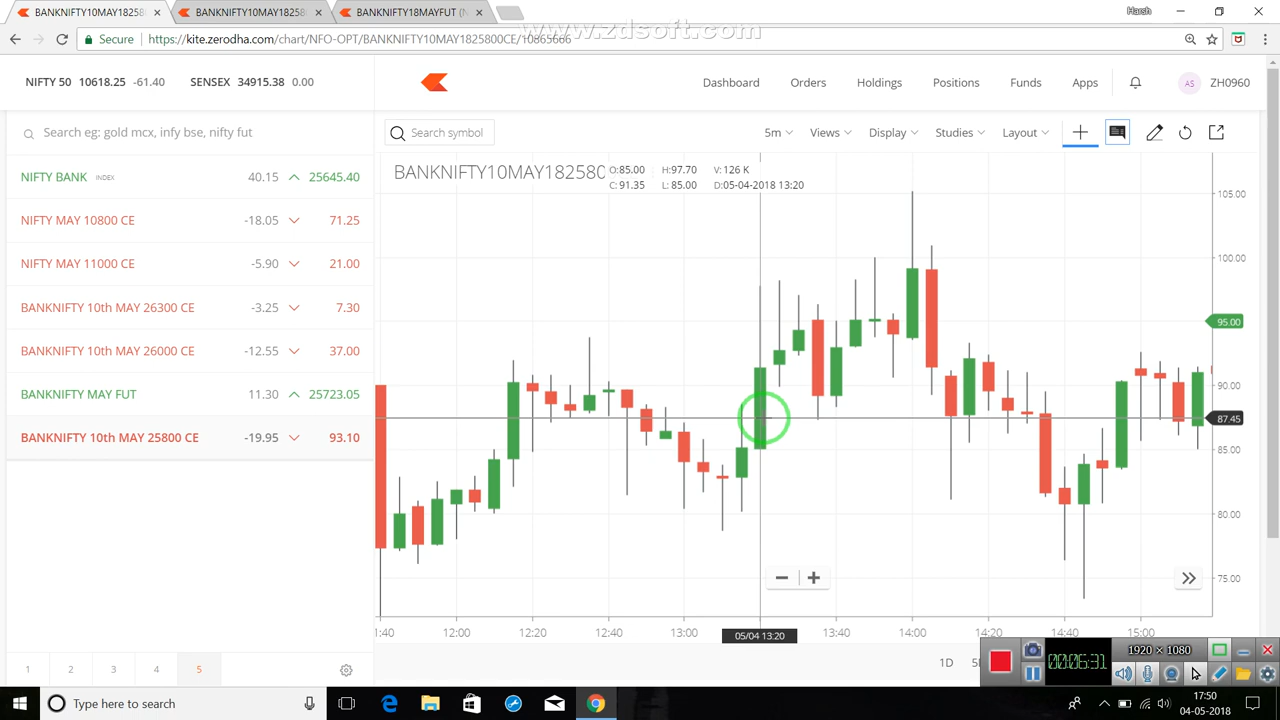 BANKNIFTY10MAY18258
BANKNIFTY10MAY18258
BANKNIFTY18MAYFUT (N
Harsh
www.zdsoft.com
Secure
https://kite.zerodha.com/chart/NFO-OPT/BANKNIFTY10MAY1825800CE/10865666
NIFTY 50 10618.25 -61.40 SENSEX 34915.38 0.00
Dashboard Orders Holdings Positions Funds Apps AS ZH0960
Search eg: gold mcx, infy bse, nifty fut
Search symbol 5m Views Display Studies Layout
NIFTY BANK INDEX 40.15 25645.40
NIFTY MAY 10800 CE -18.05 71.25
NIFTY MAY 11000 CE -5.90 21.00
BANKNIFTY 10th MAY 26300 CE -3.25 7.30
BANKNIFTY 10th MAY 26000 CE -12.55 37.00
BANKNIFTY MAY FUT 11.30 25723.05
BANKNIFTY 10th MAY 25800 CE -19.95 93.10
BANKNIFTY10MAY182580
O:85.00 H:97.70 V:126 K
C:91.35 L:85.00 D:05-04-2018 13:20
105.00
100.00
95.00
90.00
87.45
85.00
80.00
75.00
:40 12:00 12:20 12:40 13:00 05/04 13:20 13:40 14:00 14:20 14:40 15:00
1 2 3 4 5
1D
00:06:31
1920 × 1080
Type here to search
17:50
04-05-2018